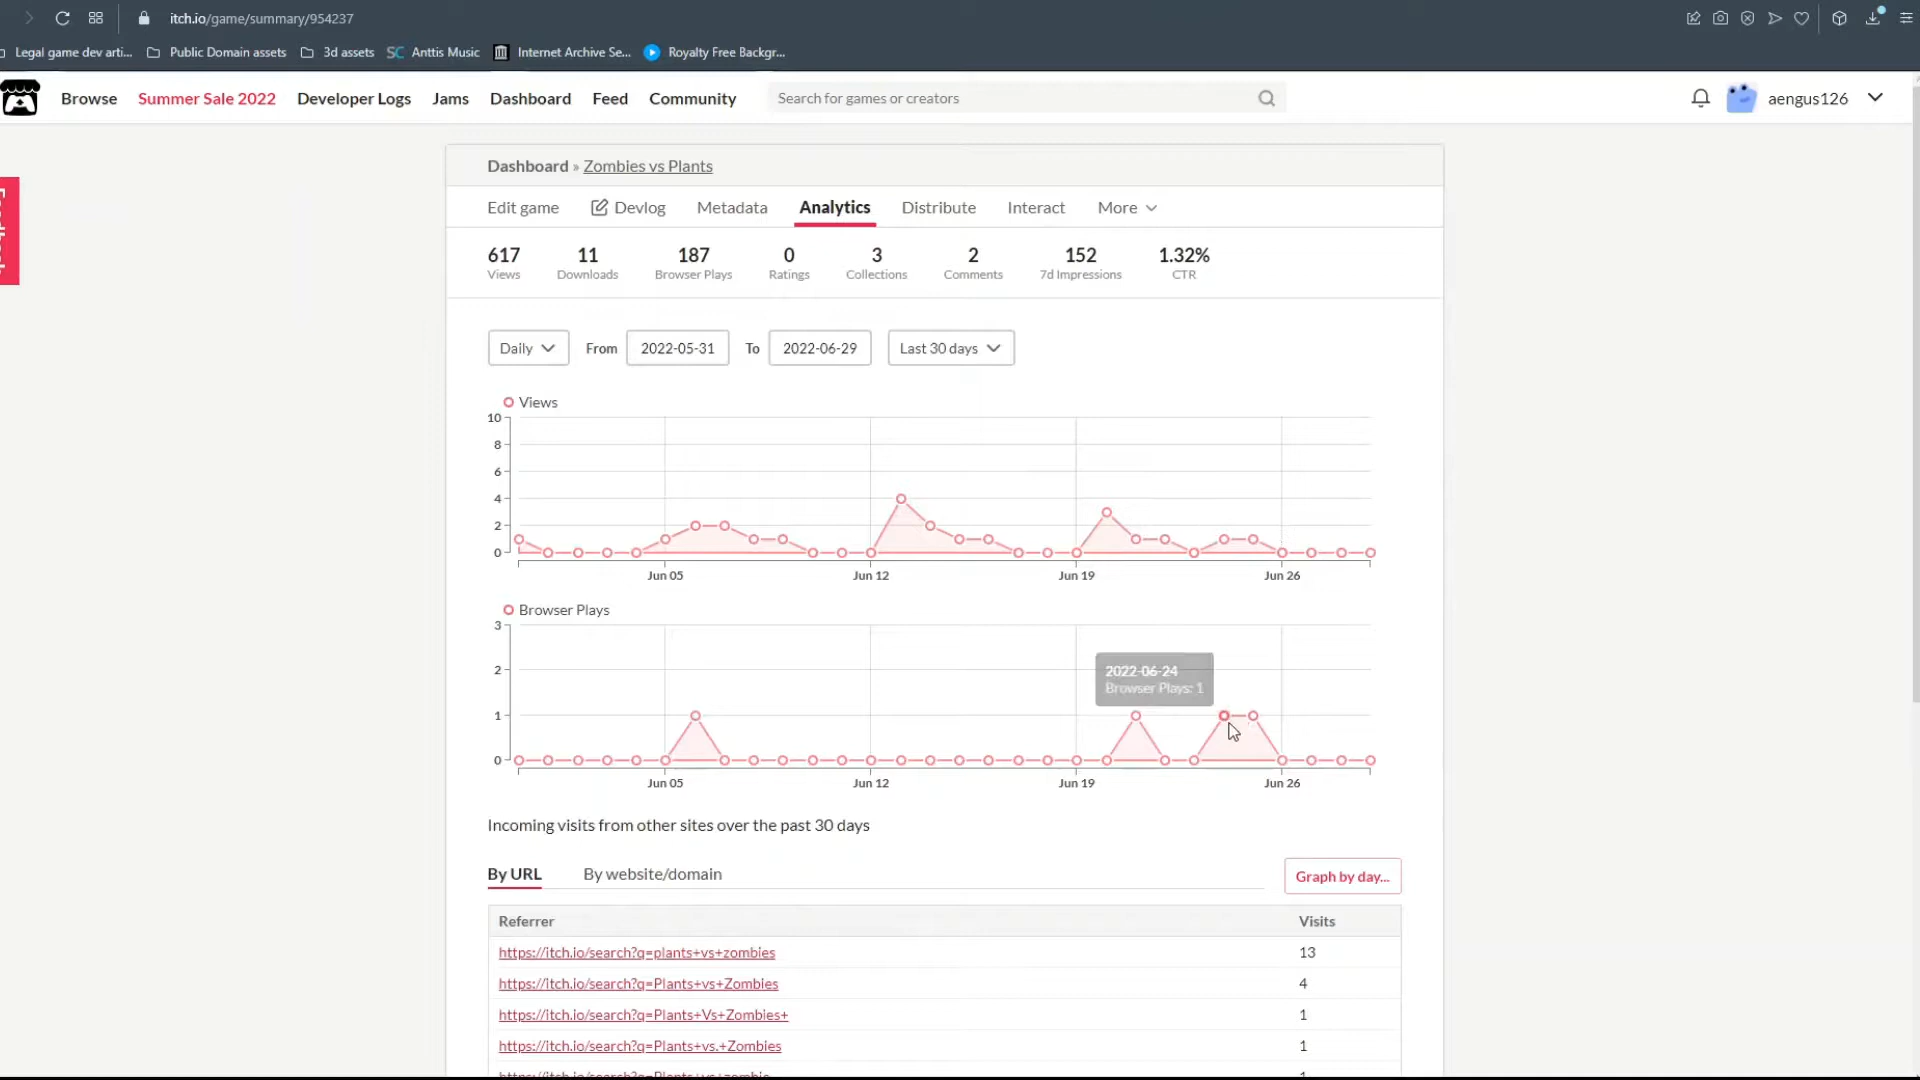 itch.io/game/summary/954237
Legal game dev arti... Public Domain assets 3d assets SC Anttis Music Internet Archive Se... Royalty Free Backgr...
Browse Summer Sale 2022 Developer Logs Jams Dashboard Feed Community Search for games or creators aengus126
Dashboard » Zombies vs Plants
Edit game Devlog Metadata Analytics Distribute Interact More
617 11 187 0 3 2 152 1.32%
Views Downloads Browser Plays Ratings Collections Comments 7d Impressions CTR
Daily From 2022-05-31 To 2022-06-29 Last 30 days
Views
10
8
6
4
2
0
Jun 05 Jun 12 Jun 19 Jun 26
Browser Plays
3
2
1
0
2022-06-24
Browser Plays: 1
Jun 05 Jun 12 Jun 19 Jun 26
Incoming visits from other sites over the past 30 days
By URL By website/domain Graph by day...
Referrer Visits
https://itch.io/search?q=plants+vs+zombies 13
https://itch.io/search?q=Plants+vs+Zombies 4
https://itch.io/search?q=Plants+Vs+Zombies+ 1
https://itch.io/search?q=Plants+vs.+Zombies 1